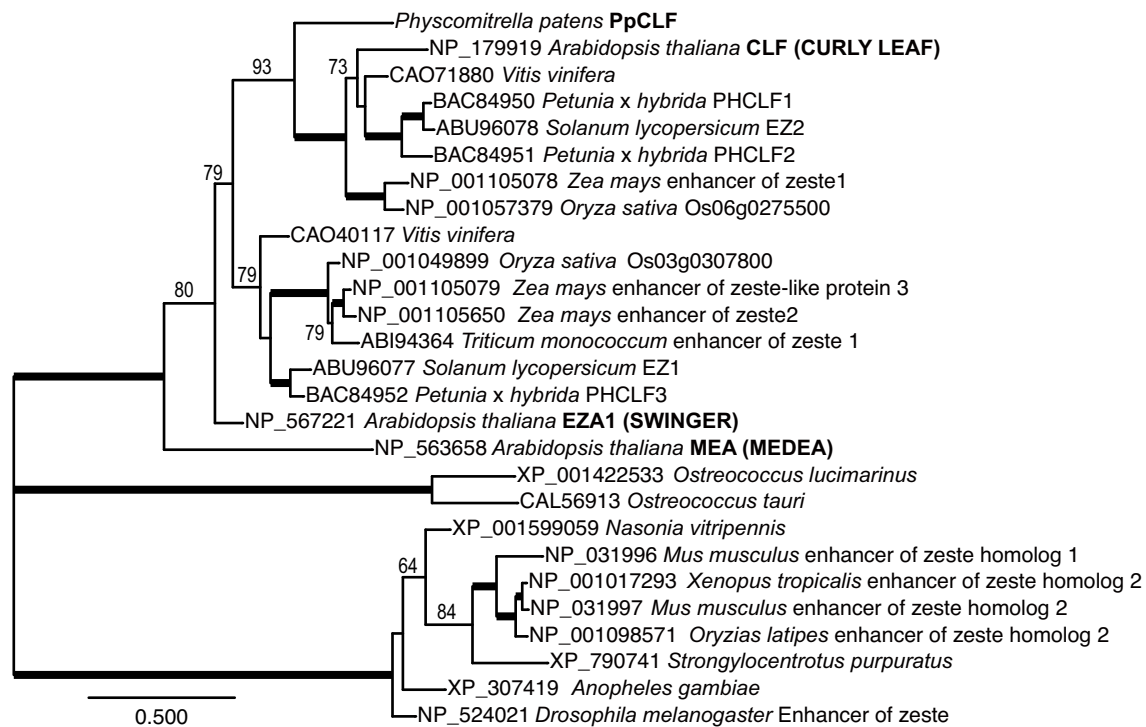 Physcomitrella patens PpCLF
NP_179919 Arabidopsis thaliana CLF (CURLY LEAF)
93
73
CAO71880 Vitis vinifera
BAC84950 Petunia x hybrida PHCLF1
ABU96078 Solanum lycopersicum EZ2
BAC84951 Petunia x hybrida PHCLF2
79
NP_001105078 Zea mays enhancer of zeste1
NP_001057379 Oryza sativa Os06g0275500
CAO40117 Vitis vinifera
NP_001049899 Oryza sativa Os03g0307800
79
80
NP_001105079 Zea mays enhancer of zeste-like protein 3
NP_001105650 Zea mays enhancer of zeste2
79
ABI94364 Triticum monococcum enhancer of zeste 1
ABU96077 Solanum lycopersicum EZ1
BAC84952 Petunia x hybrida PHCLF3
NP_567221 Arabidopsis thaliana EZA1 (SWINGER)
NP_563658 Arabidopsis thaliana MEA (MEDEA)
XP_001422533 Ostreococcus lucimarinus
CAL56913 Ostreococcus tauri
XP_001599059 Nasonia vitripennis
64
NP_031996 Mus musculus enhancer of zeste homolog 1
NP_001017293 Xenopus tropicalis enhancer of zeste homolog 2
84
NP_031997 Mus musculus Enhancer of zeste homolog 2
NP_001098571 Oryzias latipes enhancer of zeste homolog 2
XP_790741 Strongylocentrotus purpuratus
XP_307419 Anopheles gambiae
NP_524021 Drosophila melanogaster Enhancer of zeste
0.500